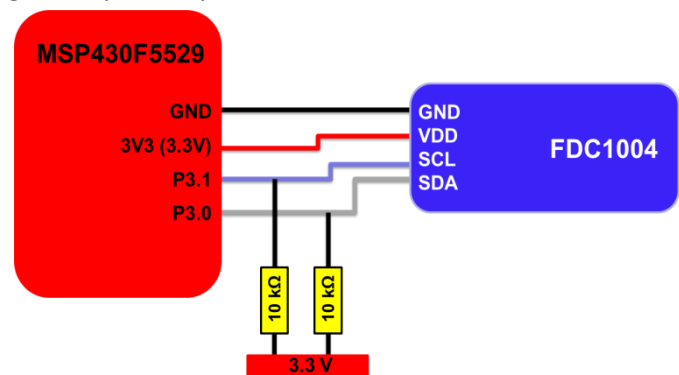 MSP430F5529
GND
3V3 (3.3V)
P3.1
P3.0
GND
VDD
SCL
SDA
FDC1004
10 kΩ
10 kΩ
3.3 V